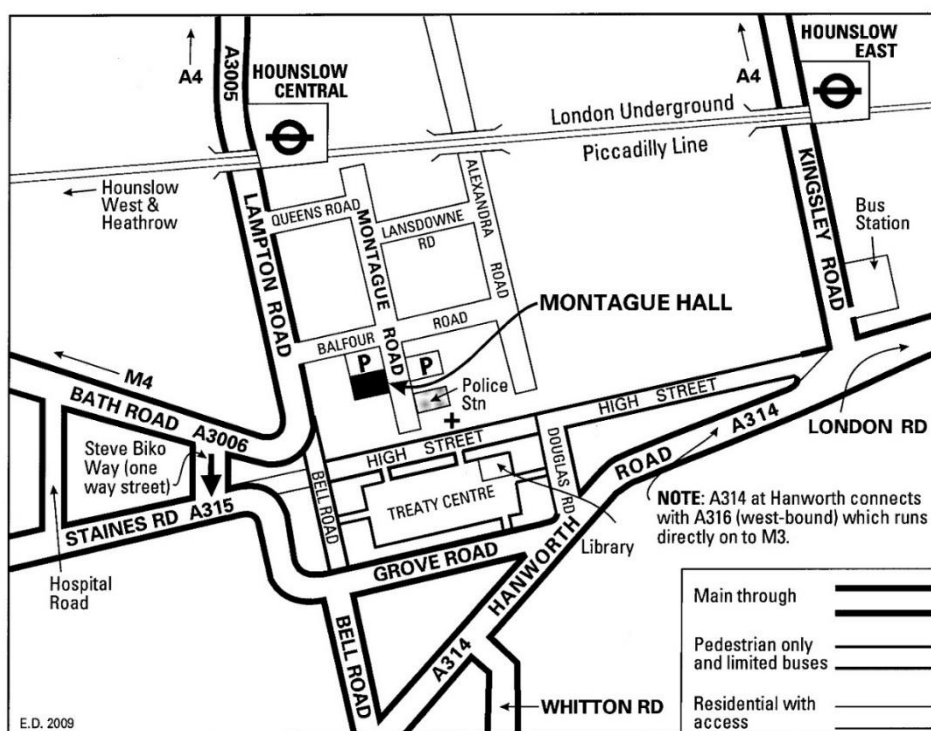 A4
A3005
HOUNSLOW
CENTRAL
A4
HOUNSLOW
EAST
London Underground
Piccadilly Line
Hounslow
West &
Heathrow
QUEENS ROAD
LANSDOWNE
RD
ALEXANDRA
ROAD
MONTAGUE
ROAD
LAMPTON ROAD
KINGSLEY
ROAD
Bus
Station
MONTAGUE HALL
BALFOUR
ROAD
P
P
Police
Stn
M4
BATH ROAD A3006
Steve Biko
Way (one
way street)
HIGH STREET
HIGH STREET
LONDON RD
BELL ROAD
TREATY CENTRE
DOUGLAS RD
ROAD A314
STAINES RD A315
Library
NOTE: A314 at Hanworth connects
with A316 (west-bound) which runs
directly on to M3.
GROVE ROAD
HANWORTH
Hospital
Road
BELL ROAD
A314
WHITTON RD
Main through
Pedestrian only
and limited buses
Residential with
access
E.D. 2009